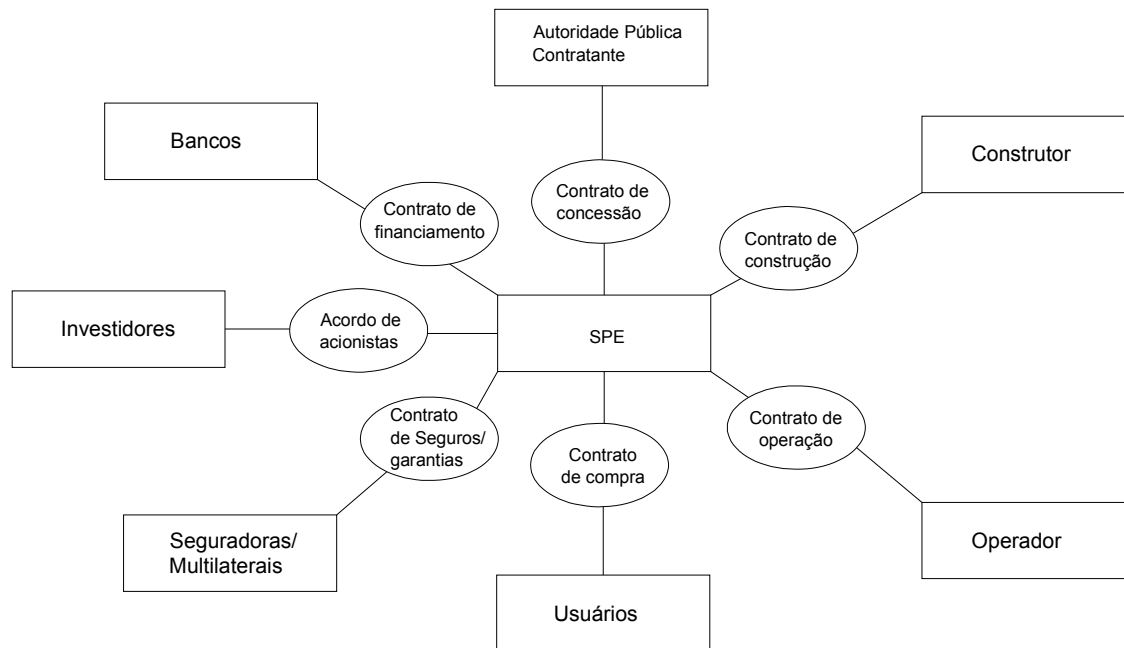 Autoridade Pública
Contratante
Bancos
Construtor
Contrato de
concessão
Contrato de
financiamento
Contrato de
construção
Investidores
Acordo de
acionistas
SPE
Contrato
de Seguros/
garantias
Contrato
de compra
Contrato de
operação
Seguradoras/
Multilaterais
Operador
Usuários